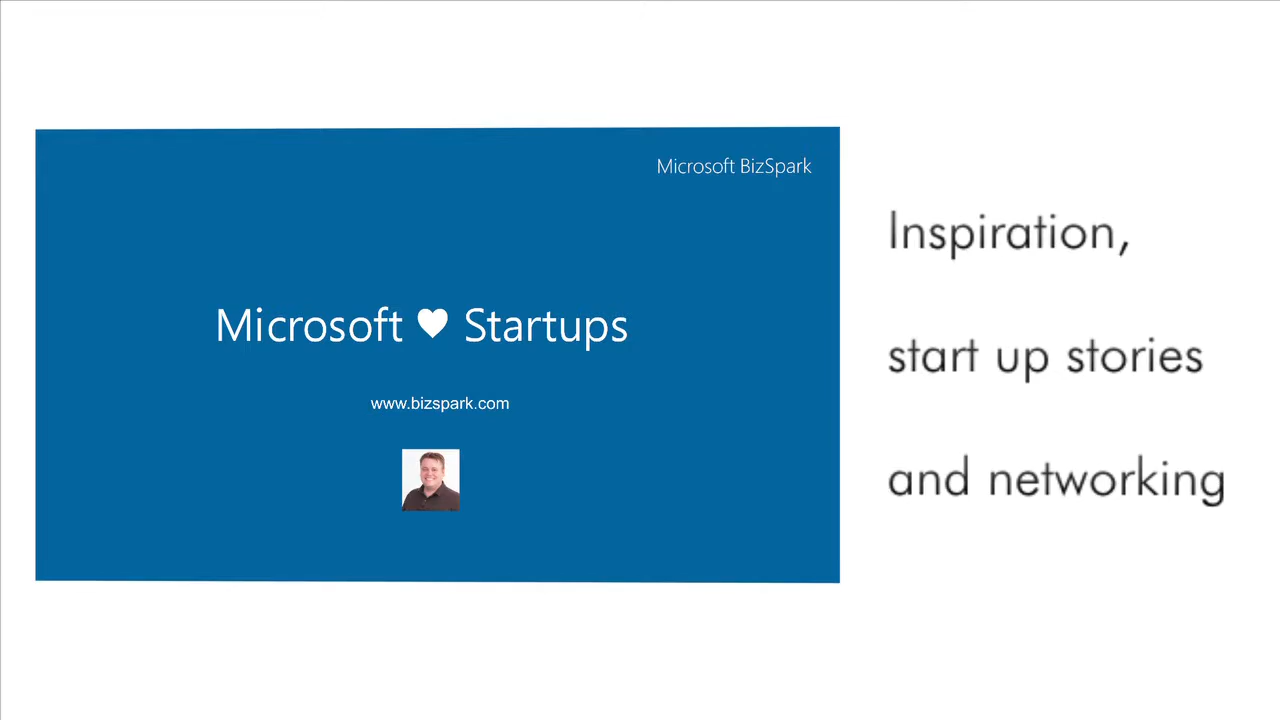 Microsoft BizSpark
Microsoft ♥ Startups
www.bizspark.com
Inspiration,
start up stories
and networking